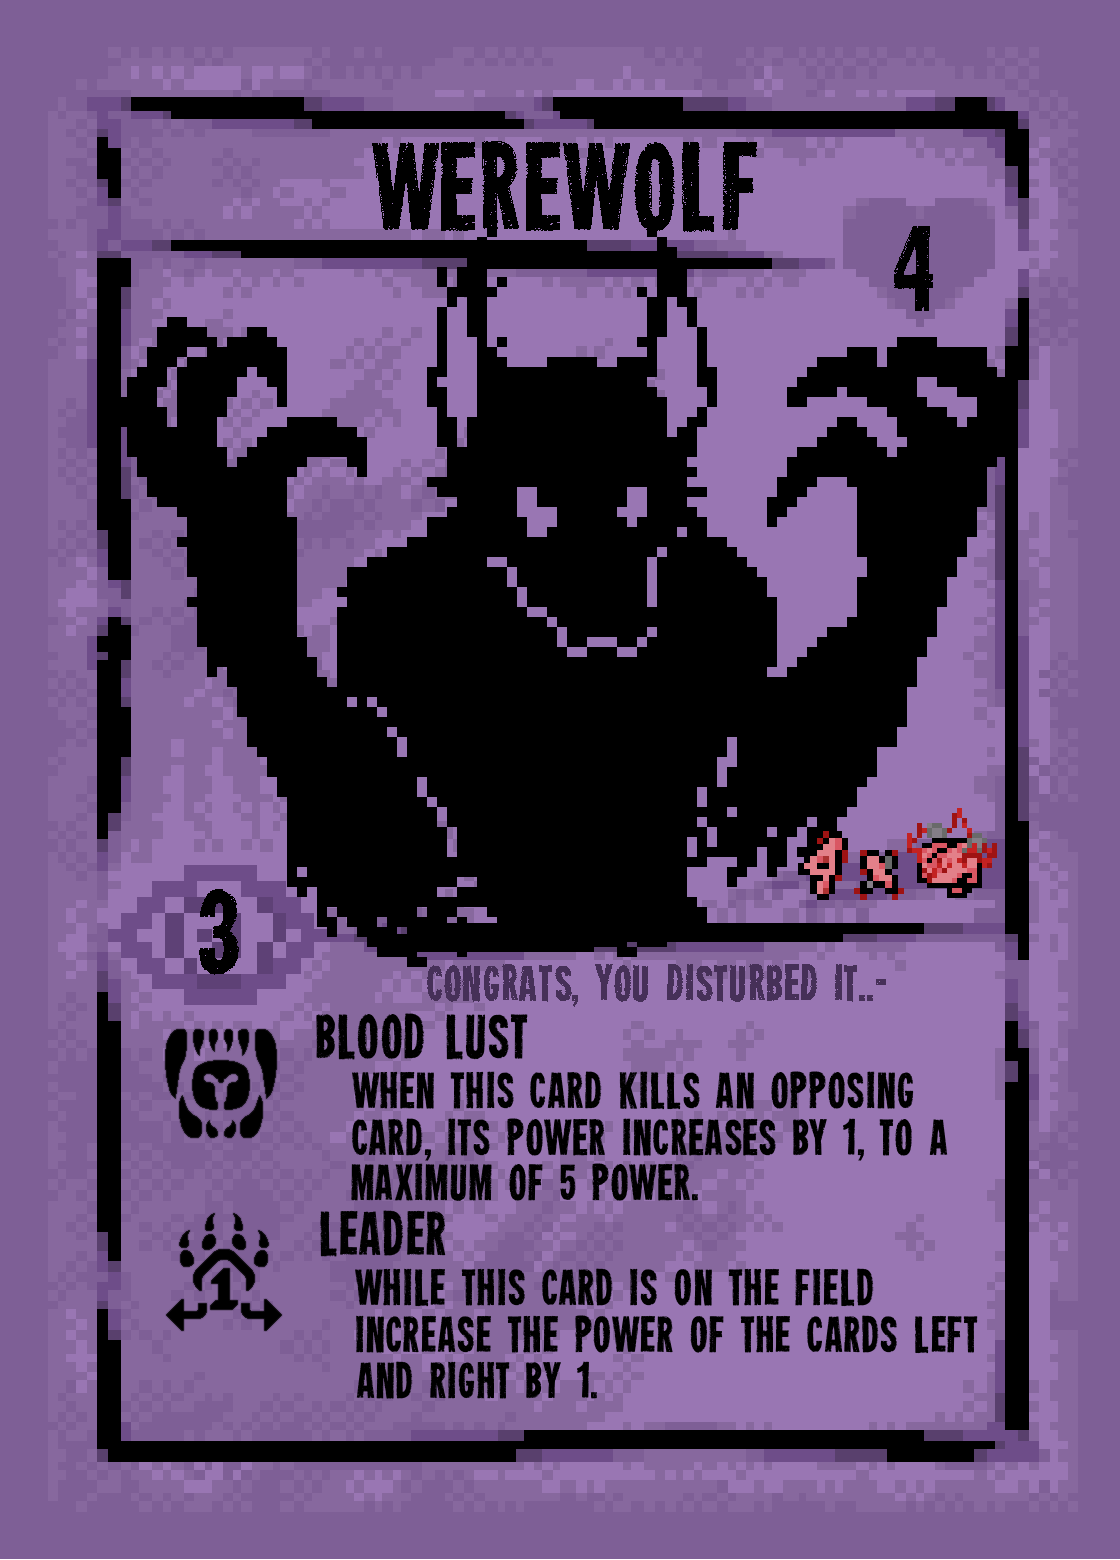 WEREWOLF
4
4 x
3
CONGRATS, YOU DISTURBED IT..-
BLOOD LUST
WHEN THIS CARD KILLS AN OPPOSING
CARD, ITS POWER INCREASES BY 1, TO A
MAXIMUM OF 5 POWER.
LEADER
1
WHILE THIS CARD IS ON THE FIELD
INCREASE THE POWER OF THE CARDS LEFT
AND RIGHT BY 1.